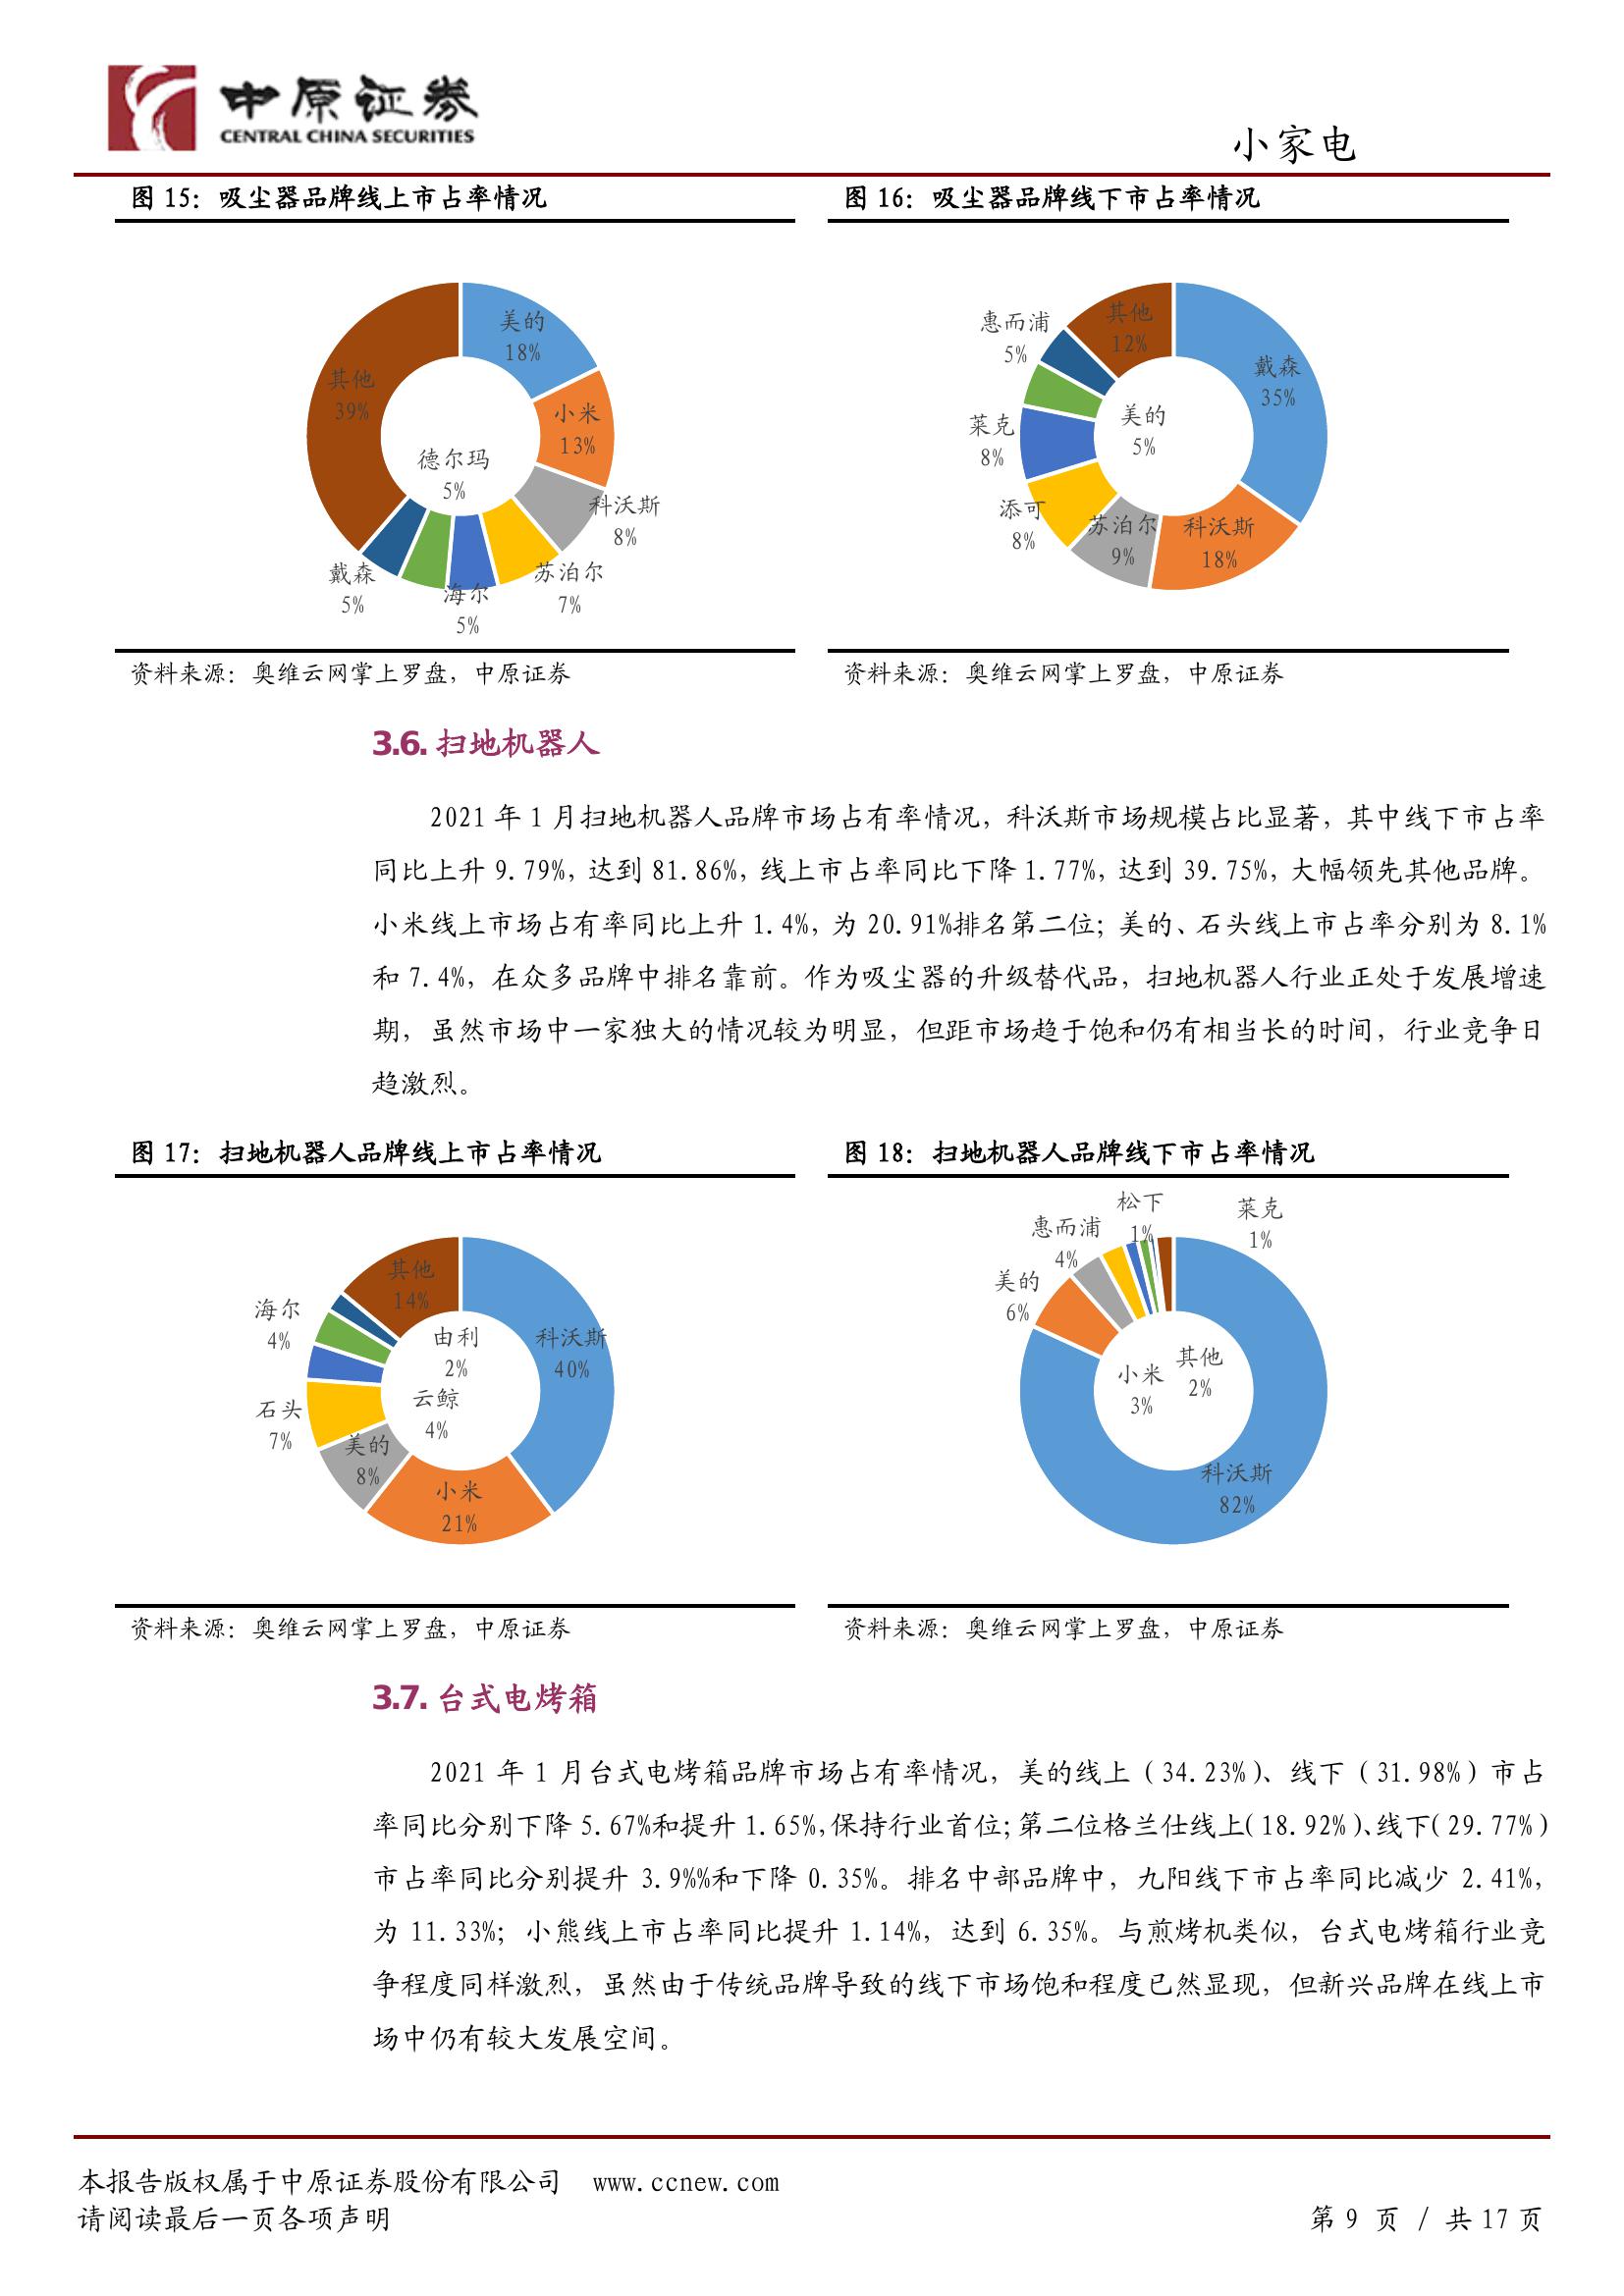 中原证券
CENTRAL CHINA SECURITIES
小家电
图 15：吸尘器品牌线上市占率情况
图 16：吸尘器品牌线下市占率情况
美的
18%
小米
13%
科沃斯
8%
苏泊尔
7%
海尔
5%
德尔玛
5%
戴森
5%
其他
39%
戴森
35%
科沃斯
18%
苏泊尔
9%
添可
8%
莱克
8%
美的
5%
惠而浦
5%
其他
12%
资料来源：奥维云网掌上罗盘，中原证券
资料来源：奥维云网掌上罗盘，中原证券
3.6. 扫地机器人
2021 年 1 月扫地机器人品牌市场占有率情况，科沃斯市场规模占比显著，其中线下市占率
同比上升 9.79%，达到 81.86%，线上市占率同比下降 1.77%，达到 39.75%，大幅领先其他品牌。
小米线上市场占有率同比上升 1.4%，为 20.91%排名第二位；美的、石头线上市占率分别为 8.1%
和 7.4%，在众多品牌中排名靠前。作为吸尘器的升级替代品，扫地机器人行业正处于发展增速
期，虽然市场中一家独大的情况较为明显，但距市场趋于饱和仍有相当长的时间，行业竞争日
趋激烈。
图 17：扫地机器人品牌线上市占率情况
图 18：扫地机器人品牌线下市占率情况
科沃斯
40%
小米
21%
美的
8%
石头
7%
云鲸
4%
海尔
4%
由利
2%
其他
14%
科沃斯
82%
美的
6%
惠而浦
4%
小米
3%
松下
1%
莱克
1%
其他
2%
资料来源：奥维云网掌上罗盘，中原证券
资料来源：奥维云网掌上罗盘，中原证券
3.7. 台式电烤箱
2021 年 1 月台式电烤箱品牌市场占有率情况，美的线上（34.23%）、线下（31.98%）市占
率同比分别下降 5.67%和提升 1.65%，保持行业首位；第二位格兰仕线上（18.92%）、线下（29.77%）
市占率同比分别提升 3.9%%和下降 0.35%。排名中部品牌中，九阳线下市占率同比减少 2.41%，
为 11.33%；小熊线上市占率同比提升 1.14%，达到 6.35%。与煎烤机类似，台式电烤箱行业竞
争程度同样激烈，虽然由于传统品牌导致的线下市场饱和程度已然显现，但新兴品牌在线上市
场中仍有较大发展空间。
本报告版权属于中原证券股份有限公司 www.ccnew.com
请阅读最后一页各项声明
第 9 页 / 共 17 页